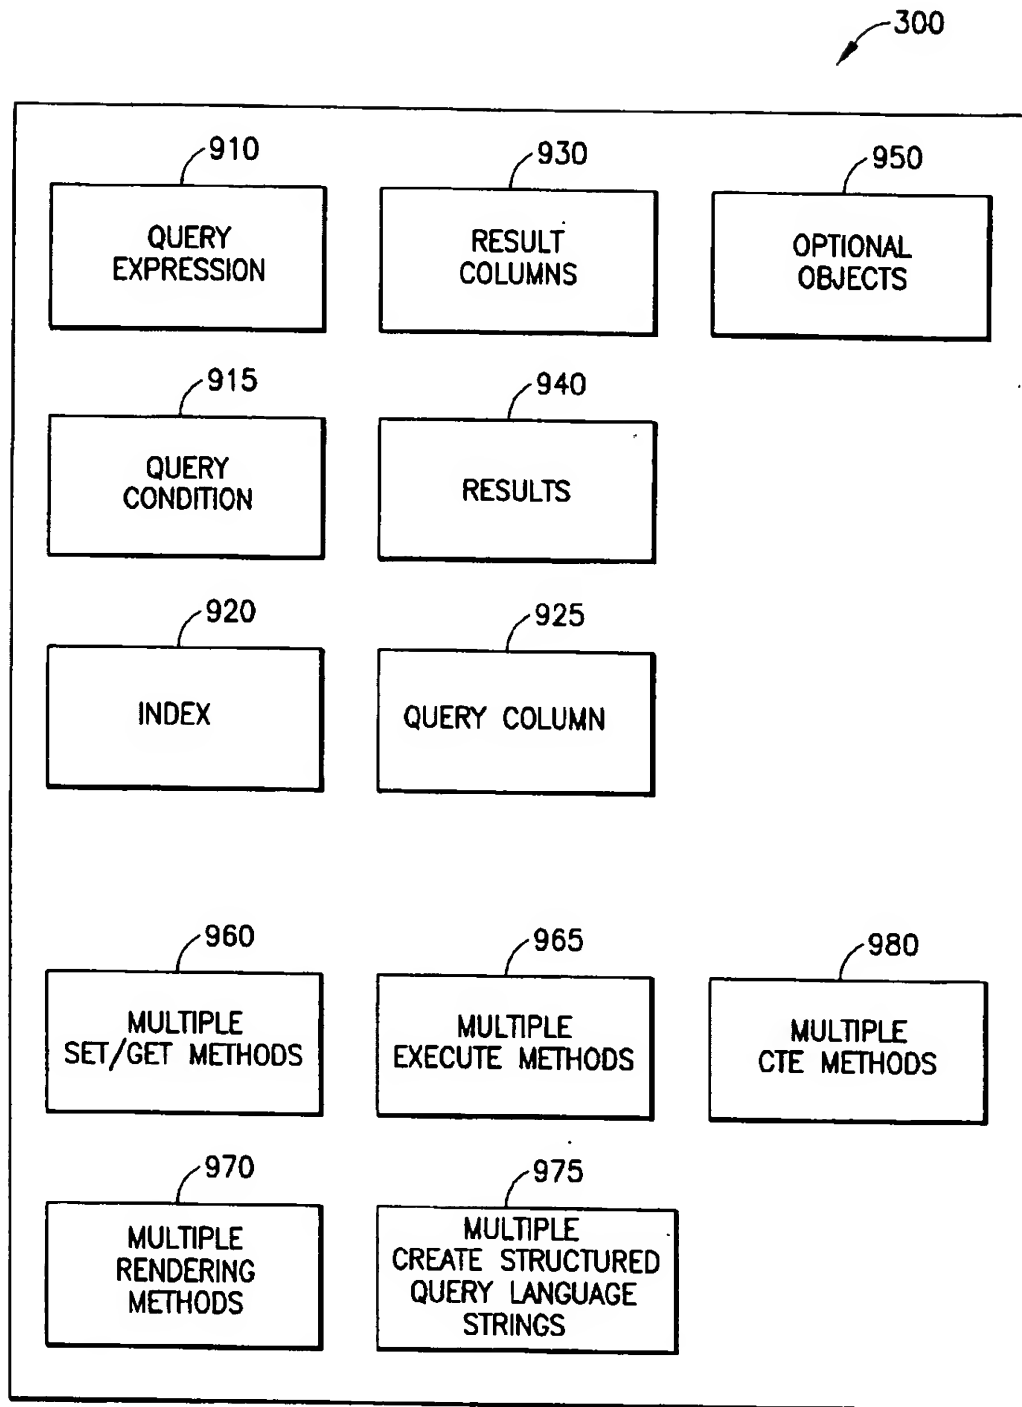 300
910
930
950
QUERY
EXPRESSION
RESULT
COLUMNS
OPTIONAL
OBJECTS
915
940
QUERY
CONDITION
RESULTS
920
925
INDEX
QUERY COLUMN
960
965
980
MULTIPLE
SET/GET METHODS
MULTIPLE
EXECUTE METHODS
MULTIPLE
CTE METHODS
970
975
MULTIPLE
RENDERING
METHODS
MULTIPLE
CREATE STRUCTURED
QUERY LANGUAGE
STRINGS